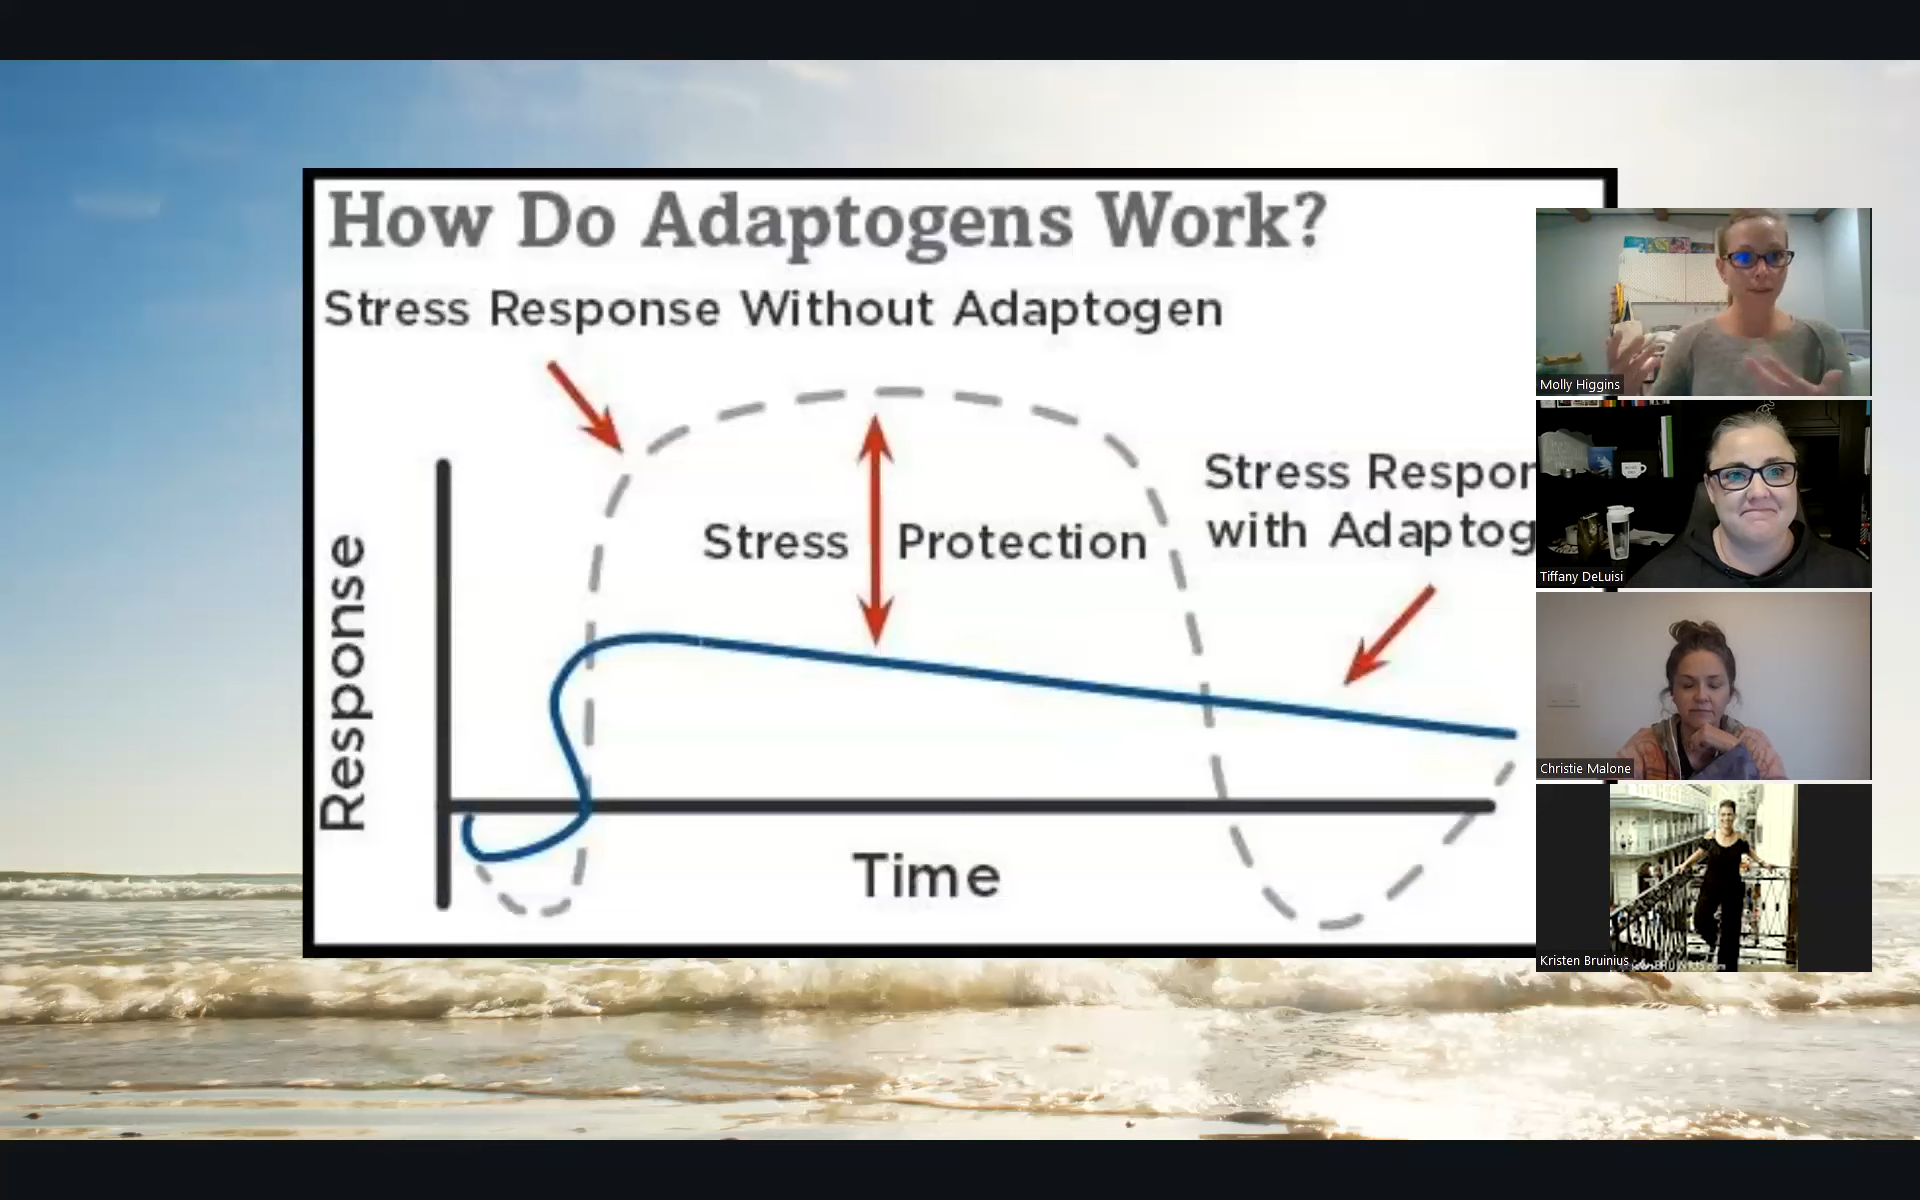 How Do Adaptogens Work?
Stress Response Without Adaptogen
Stress Protection
Stress Respon
with Adaptog
Response
Time
Molly Higgins
Tiffany DeLuisi
Christie Malone
Kristen Bruinius